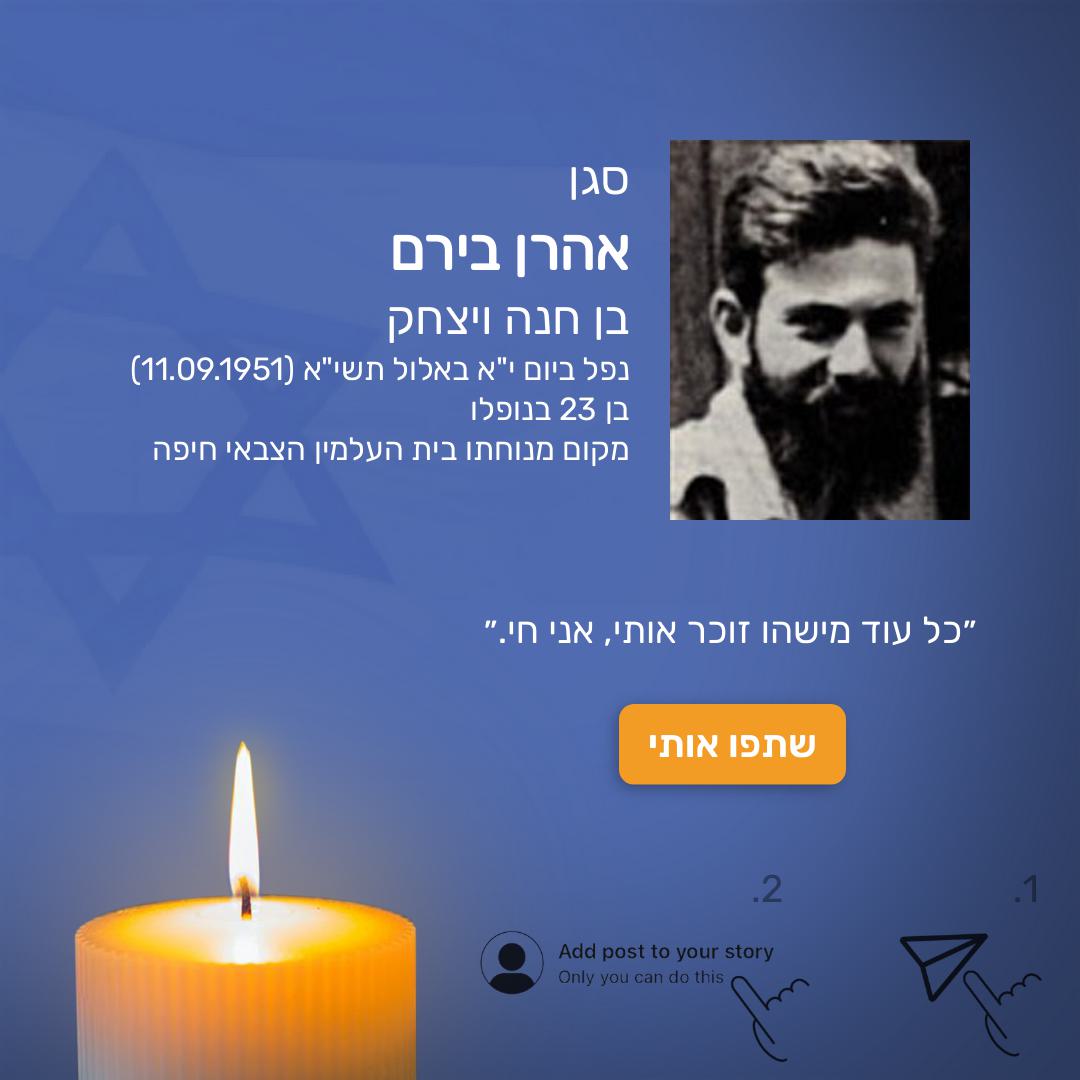 סגן
אהרן בירם
בן חנה ויצחק
נפל ביום י"א באלול תשי"א (11.09.1951)
בן 23 בנופלו
מקום מנוחתו בית העלמין הצבאי חיפה
״כל עוד מישהו זוכר אותי, אני חי.״
שתפו אותי
.1
.2
Add post to your story
Only you can do this